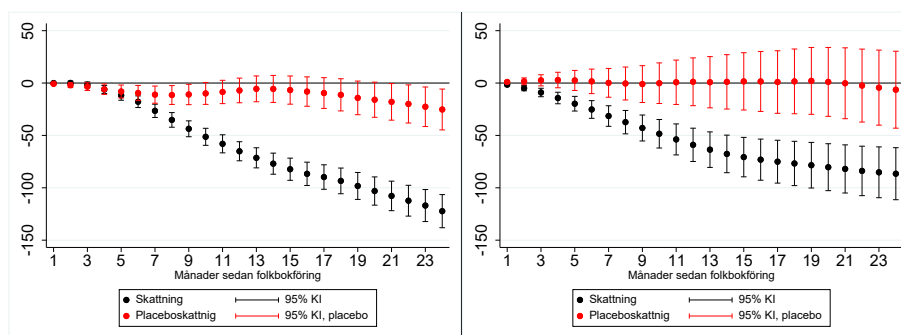 50
0
-50
-100
-150
1 3 5 7 9 11 13 15 17 19 21 23
Månader sedan folkbokföring
Skattning 95% KI
Placeboskattnig 95% KI, placebo
50
0
-50
-100
-150
1 3 5 7 9 11 13 15 17 19 21 23
Månader sedan folkbokföring
Skattning 95% KI
Placeboskattnig 95% KI, placebo